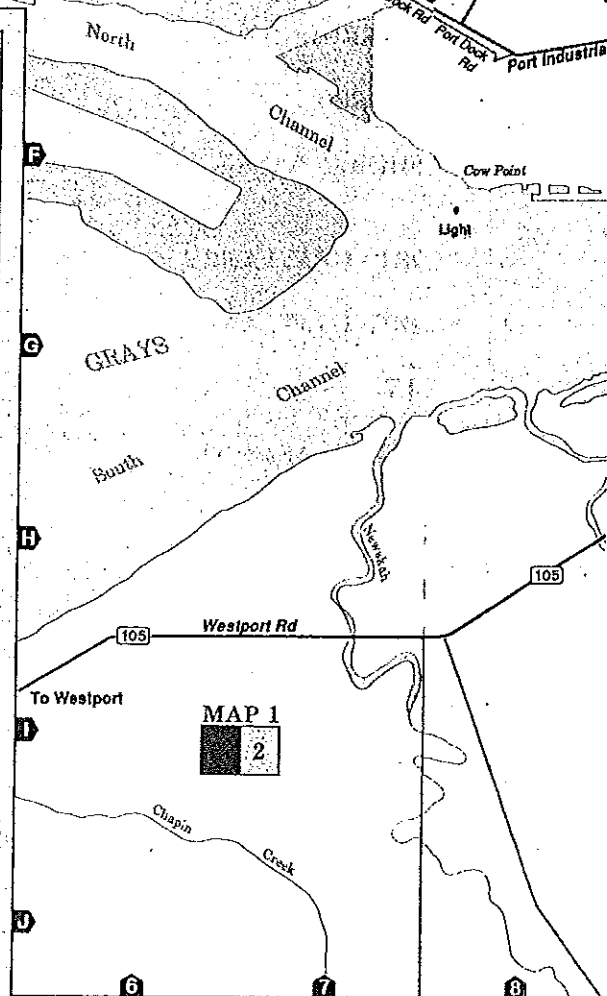 North
Port Dock
Rd
Port Industria
Channel
F
Cow Point
Light
G
GRAYS
Channel
South
H
Newskah
105
105
Westport Rd
To Westport
MAP 1
I
2
Chapin
Creek
J
6
7
8